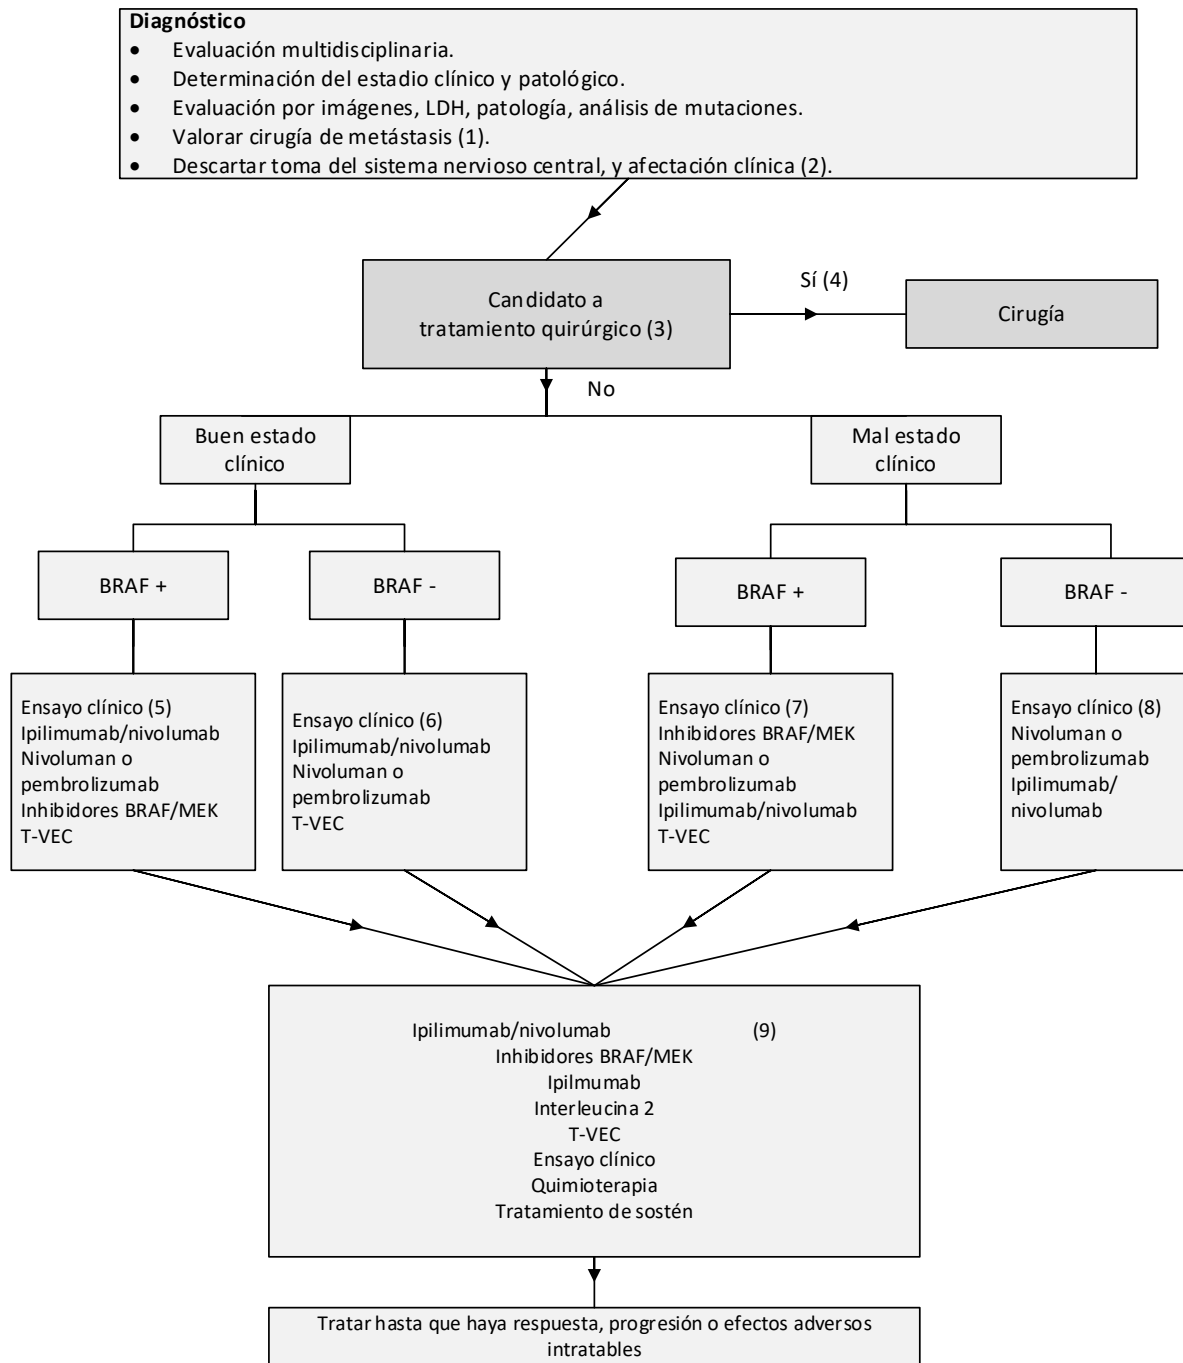 Diagnóstico
• Evaluación multidisciplinaria.
• Determinación del estadio clínico y patológico.
• Evaluación por imágenes, LDH, patología, análisis de mutaciones.
• Valorar cirugía de metástasis (1).
• Descartar toma del sistema nervioso central, y afectación clínica (2).
Candidato a
tratamiento quirúrgico (3)
Sí (4)
Cirugía
No
Buen estado
clínico
Mal estado
clínico
BRAF +
BRAF -
BRAF +
BRAF -
Ensayo clínico (5)
Ipilimumab/nivolumab
Nivoluman o
pembrolizumab
Inhibidores BRAF/MEK
T-VEC
Ensayo clínico (6)
Ipilimumab/nivolumab
Nivoluman o
pembrolizumab
T-VEC
Ensayo clínico (7)
Inhibidores BRAF/MEK
Nivoluman o
pembrolizumab
Ipilimumab/nivolumab
T-VEC
Ensayo clínico (8)
Nivoluman o
pembrolizumab
Ipilimumab/
nivolumab
Ipilimumab/nivolumab (9)
Inhibidores BRAF/MEK
Ipilmumab
Interleucina 2
T-VEC
Ensayo clínico
Quimioterapia
Tratamiento de sostén
Tratar hasta que haya respuesta, progresión o efectos adversos
intratables